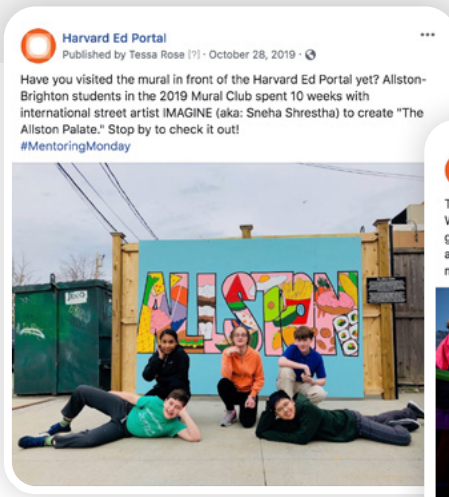 Harvard Ed Portal
Published by Tessa Rose [?] · October 28, 2019 ·
Have you visited the mural in front of the Harvard Ed Portal yet? Allston-
Brighton students in the 2019 Mural Club spent 10 weeks with
international street artist IMAGINE (aka: Sneha Shrestha) to create "The
Allston Palate." Stop by to check it out!
#MentoringMonday
ALLSTON